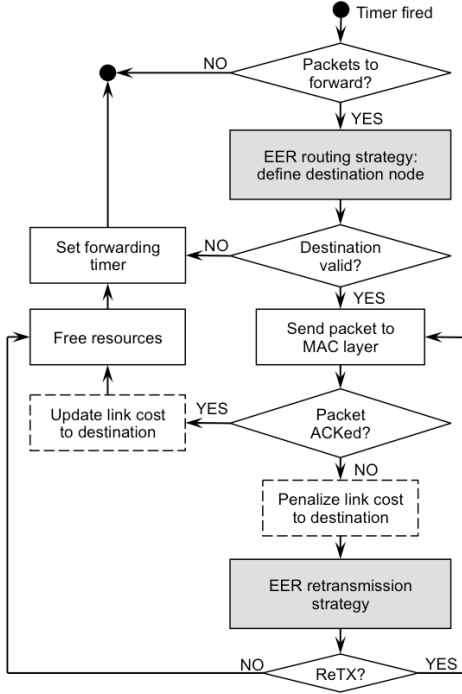 Timer fired
NO
Packets to
forward?
YES
EER routing strategy:
define destination node
Set forwarding
timer
NO
Destination
valid?
YES
Free resources
Send packet to
MAC layer
Update link cost
to destination
YES
Packet
ACKed?
NO
Penalize link cost
to destination
EER retransmission
strategy
NO
ReTX?
YES